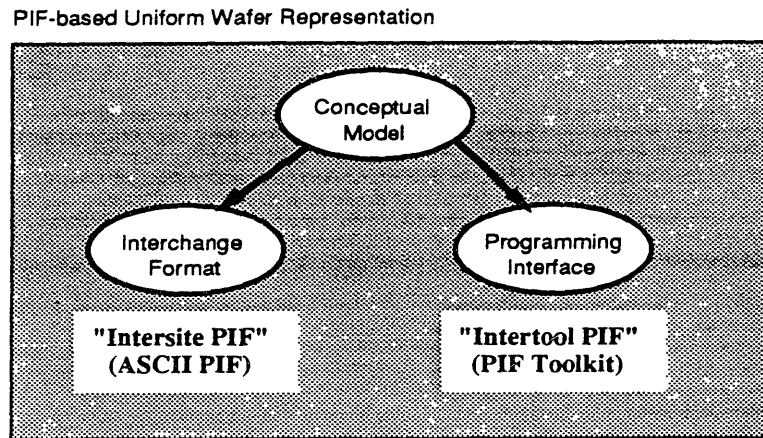 PIF-based Uniform Wafer Representation
Conceptual
Model
Interchange
Format
Programming
Interface
"Intersite PIF"
(ASCII PIF)
"Intertool PIF"
(PIF Toolkit)